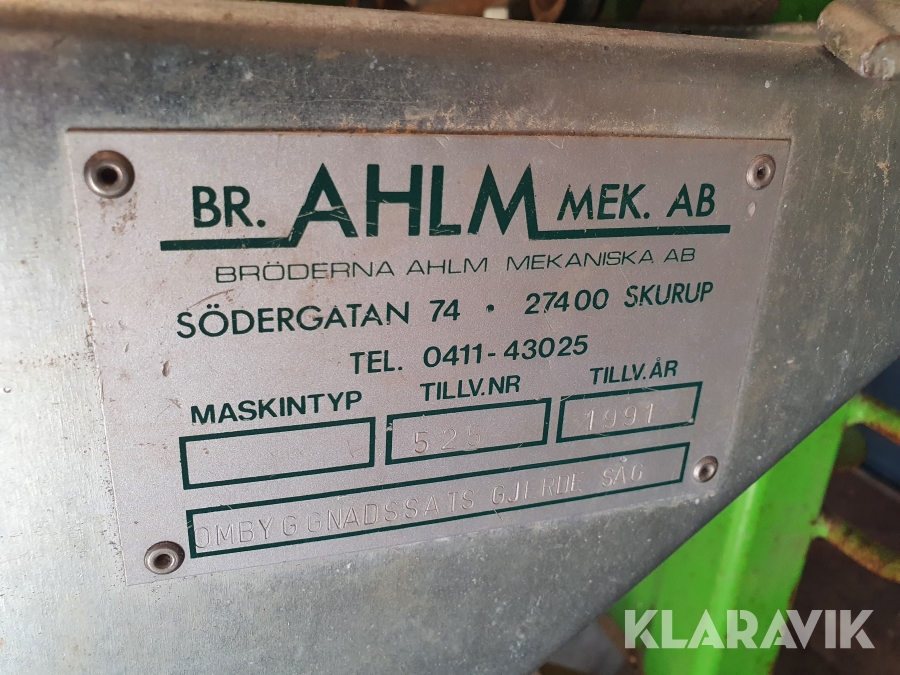 BR. AHLM MEK. AB
BRÖDERNA AHLM MEKANISKA AB
SÖDERGATAN 74 • 27400 SKURUP
TEL. 0411-43025
MASKINTYP TILLV.NR TILLV.ÅR
525 1991
OMBYGGNADSSATS GJERDE SÅG
KLARAVIK